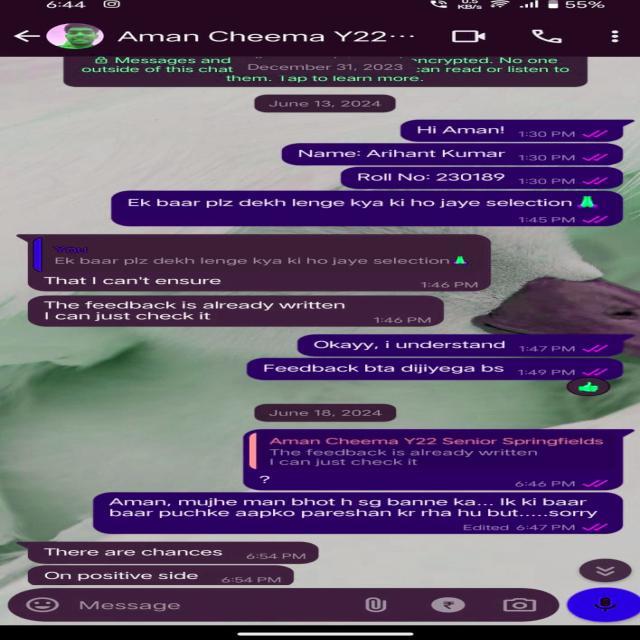 6:44
0.5
KB/s
55%
Aman Cheema Y22...
Messages and
December 31, 2023
encrypted. No one
outside of this chat
can read or listen to
them. Tap to learn more.
June 13, 2024
Hi Aman!
1:30 PM
Name: Arihant Kumar
1:30 PM
Roll No: 230189
1:30 PM
Ek baar plz dekh lenge kya ki ho jaye selection🙏
1:45 PM
You
Ek baar plz dekh lenge kya ki ho jaye selection🙏
That I can't ensure
1:46 PM
The feedback is already written
I can just check it
1:46 PM
Okayy, i understand
1:47 PM
Feedback bta dijiyega bs
1:49 PM
👍
June 18, 2024
Aman Cheema Y22 Senior Springfields
The feedback is already written
I can just check it
?
6:46 PM
Aman, mujhe man bhot h sg banne ka... Ik ki baar
baar puchke aapko pareshan kr rha hu but.....sorry
Edited 6:47 PM
There are chances
6:54 PM
On positive side
6:54 PM
Message
₹